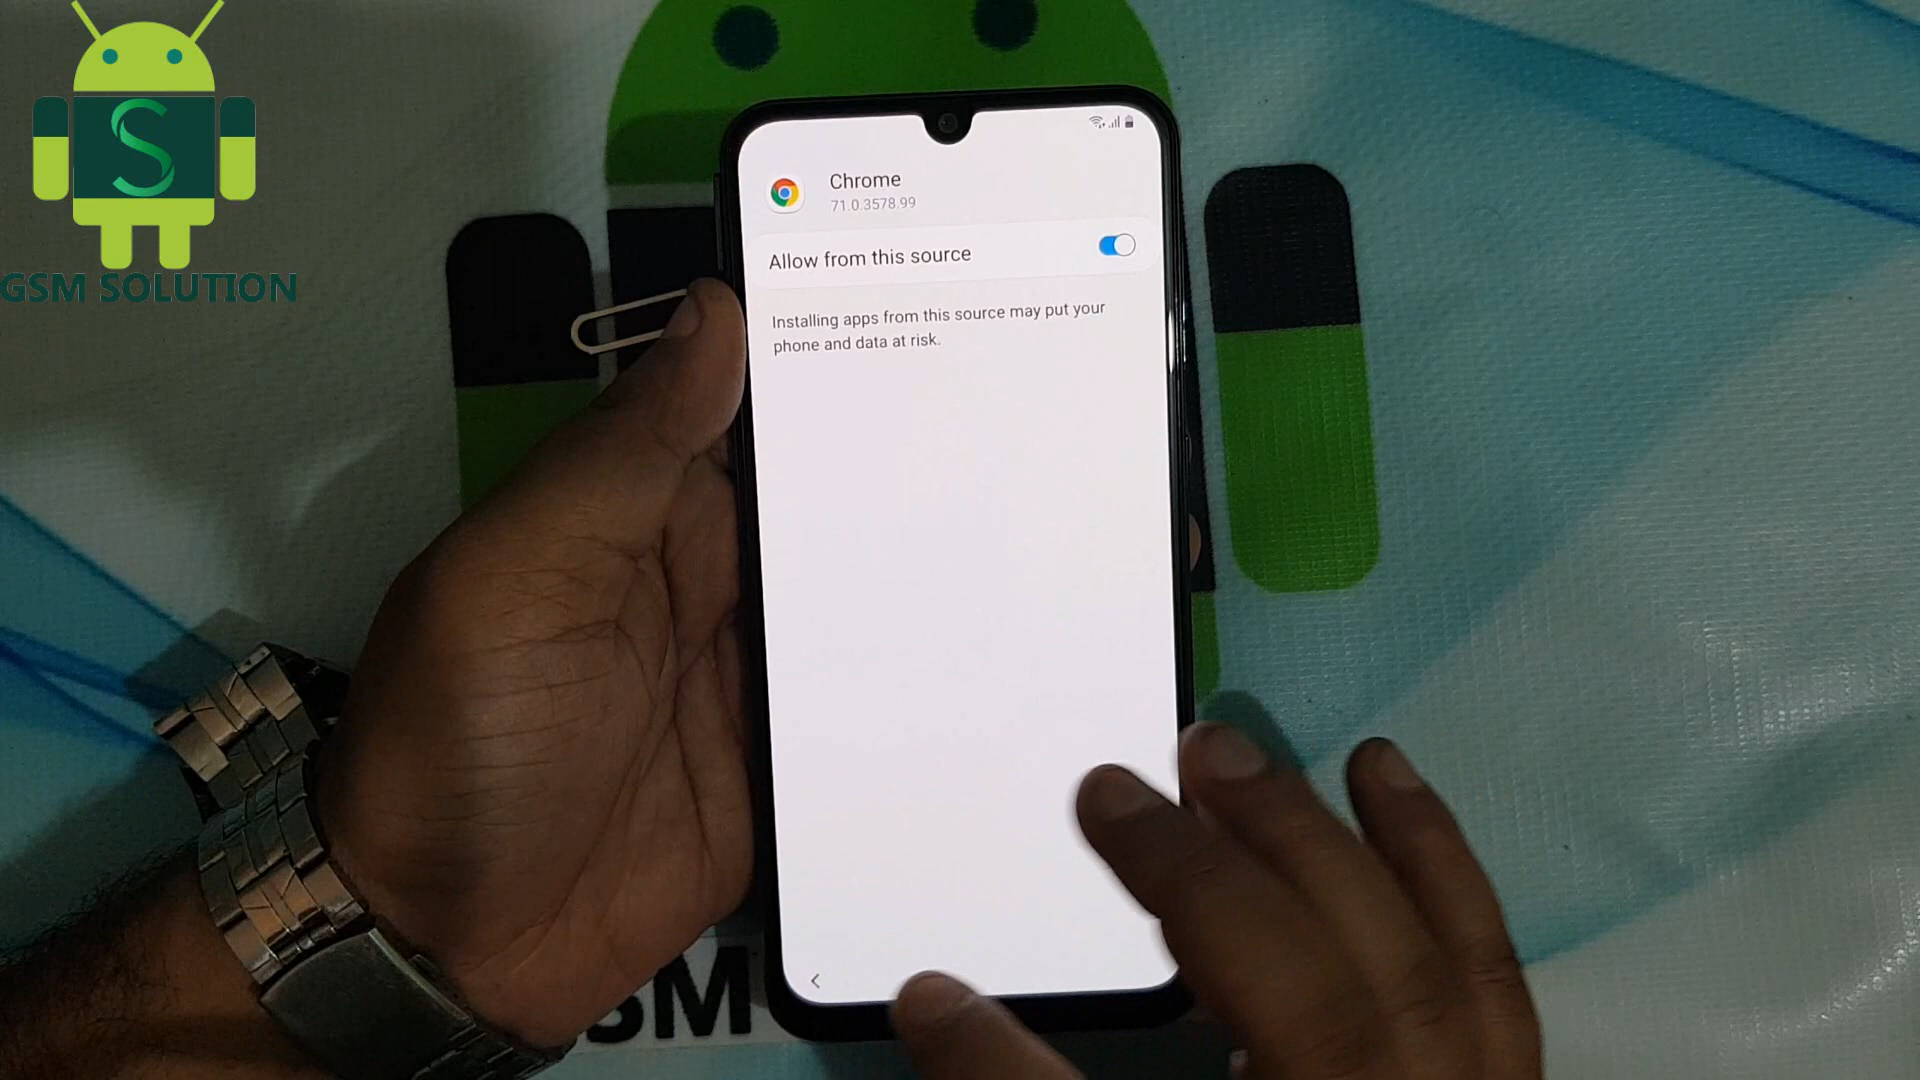 S
GSM SOLUTION
Chrome
71.0.3578.99
Allow from this source
Installing apps from this source may put your
phone and data at risk.
SM